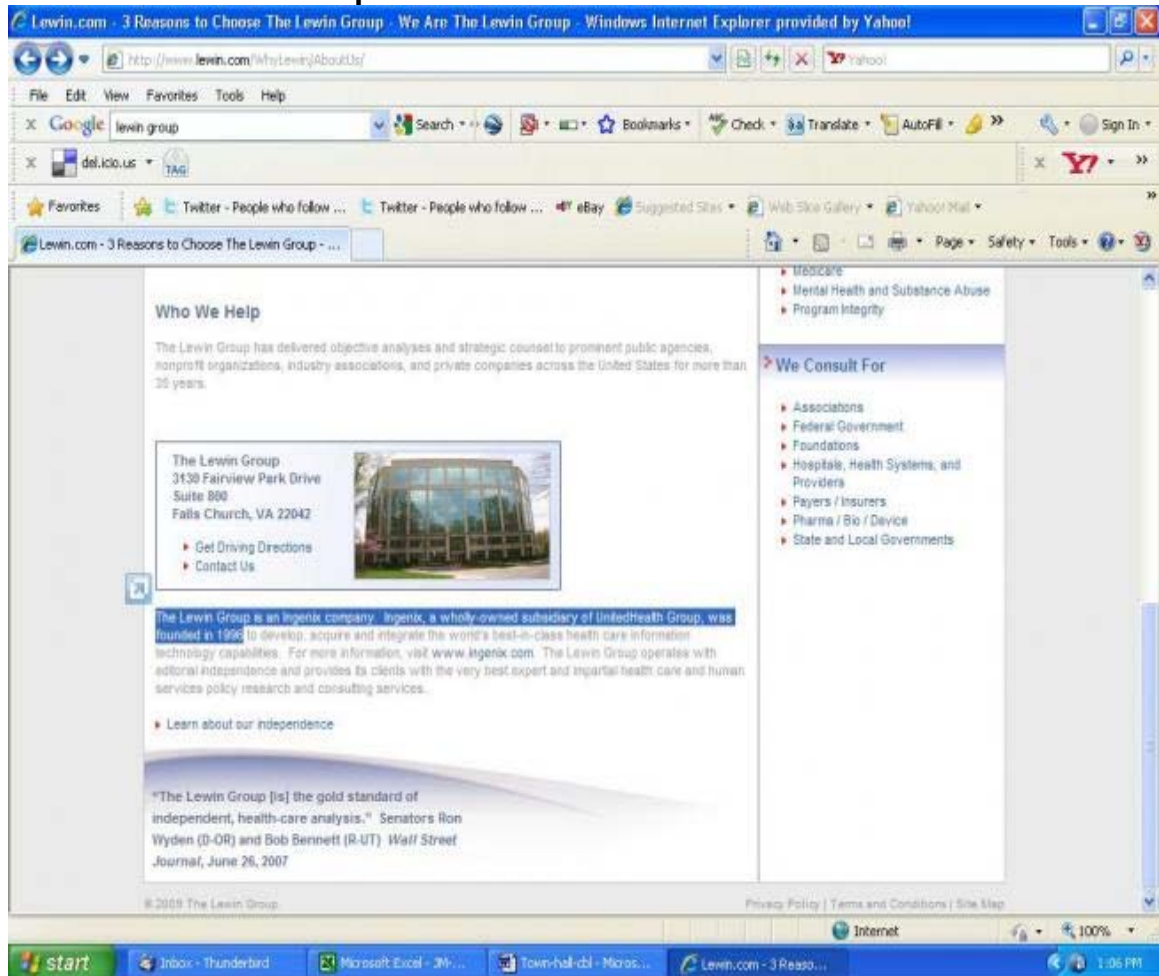 Lewin.com - 3 Reasons to Choose The Lewin Group - We Are The Lewin Group - Windows Internet Explorer provided by Yahoo!
http://www.lewin.com/WhyLewin/AboutUs/
Yahoo!
File Edit View Favorites Tools Help
x Google lewin group Search Bookmarks Check Translate AutoFill » Sign In
x del.icio.us TAG x Y! »
Favorites Twitter - People who follow ... Twitter - People who follow ... eBay Suggested Sites Web Slice Gallery Yahoo! Mail »
Lewin.com - 3 Reasons to Choose The Lewin Group - ... Page Safety Tools
Who We Help
The Lewin Group has delivered objective analyses and strategic counsel to prominent public agencies,
nonprofit organizations, industry associations, and private companies across the United States for more than
years.
The Lewin Group
3130 Fairview Park Drive
Suite 800
Falls Church, VA 22042
Get Driving Directions
Contact Us
The Lewin Group is an Ingenix company. Ingenix, a wholly-owned subsidiary of UnitedHealth Group, was
founded in 1996 to develop, acquire and integrate the world's best-in-class health care information
technology capabilities. For more information, visit www.ingenix.com. The Lewin Group operates with
editorial independence and provides its clients with the very best expert and impartial health care and human
services policy research and consulting services.
Learn about our independence
"The Lewin Group [is] the gold standard of
independent, health-care analysis." Senators Ron
Wyden (D-OR) and Bob Bennett (R-UT) Wall Street
Journal, June 26, 2007
Medicare
Mental Health and Substance Abuse
Program Integrity
We Consult For
Associations
Federal Government
Foundations
Hospitals, Health Systems, and
Providers
Payers / Insurers
Pharma / Bio / Device
State and Local Governments
© 2009 The Lewin Group
Privacy Policy | Terms and Conditions | Site Map
Internet 100%
start Inbox - Thunderbird Microsoft Excel - JM-... Town-hall-cbl - Micros... Lewin.com - 3 Reaso... 1:06 PM